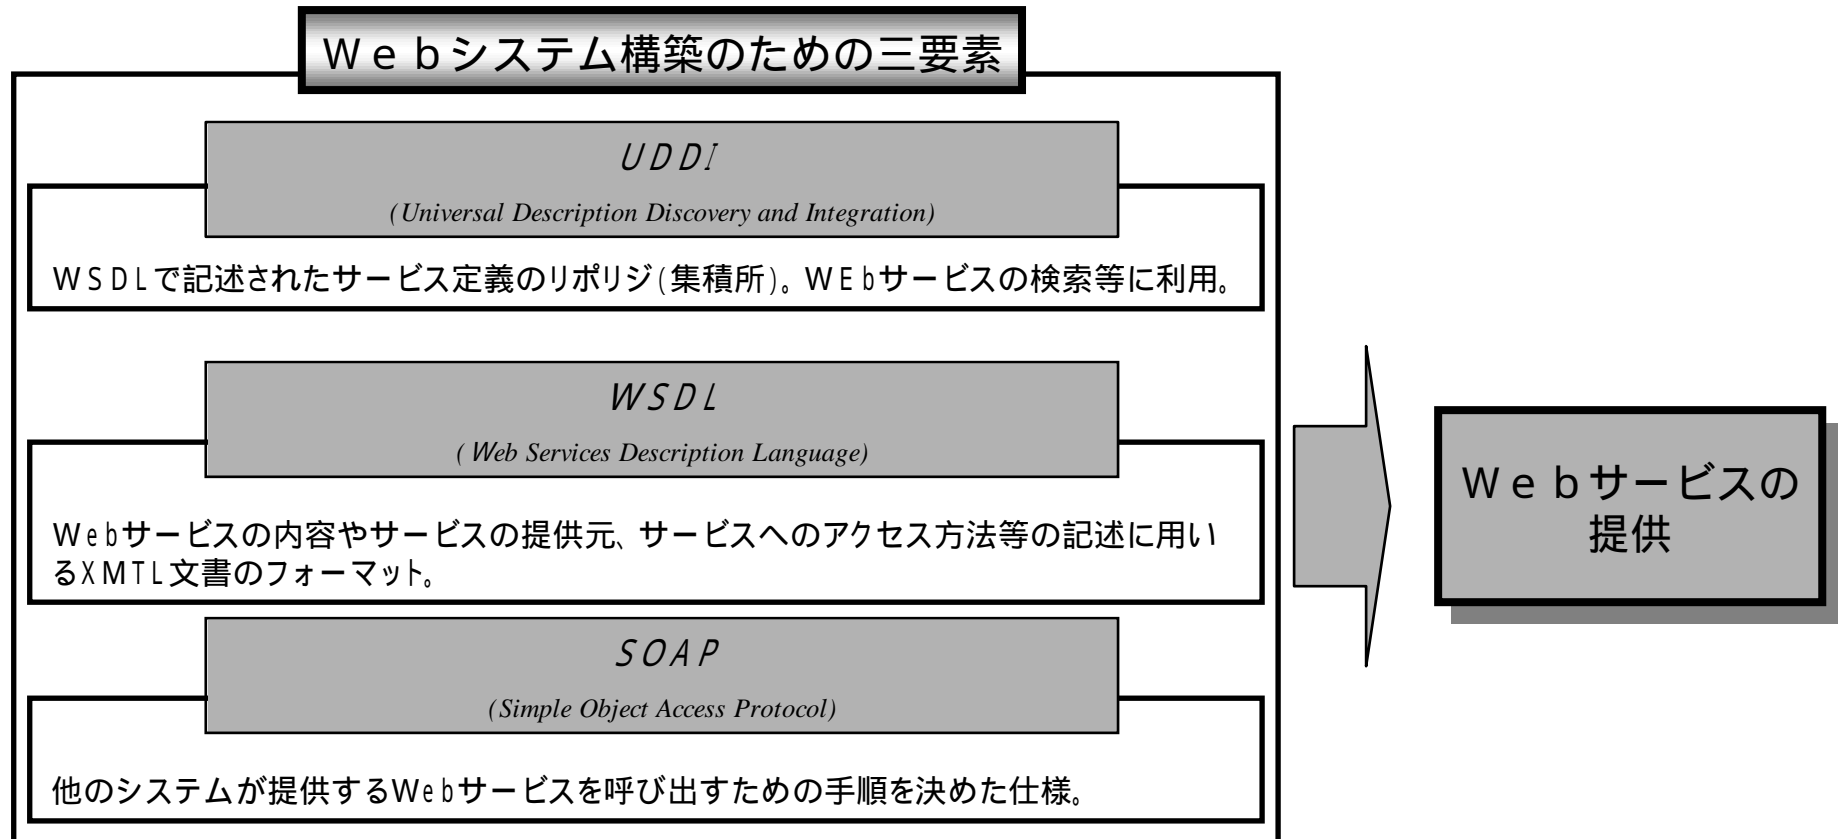 Ｗｅｂシステム構築のための三要素
UDDI
(Universal Description Discovery and Integration)
WSDLで記述されたサービス定義のリポリジ(集積所)。WEbサービスの検索等に利用。
WSDL
( Web Services Description Language)
Webサービスの内容やサービスの提供元、サービスへのアクセス方法等の記述に用い
るXMTL文書のフォーマット。
SOAP
(Simple Object Access Protocol)
他のシステムが提供するWebサービスを呼び出すための手順を決めた仕様。
Ｗｅｂサービスの
提供